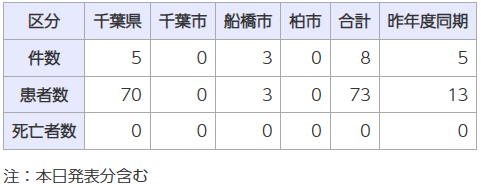 区分 千葉県 千葉市 船橋市 柏市 合計 昨年度同期
件数 5 0 3 0 8 5
患者数 70 0 3 0 73 13
死亡者数 0 0 0 0 0 0
注：本日発表分含む